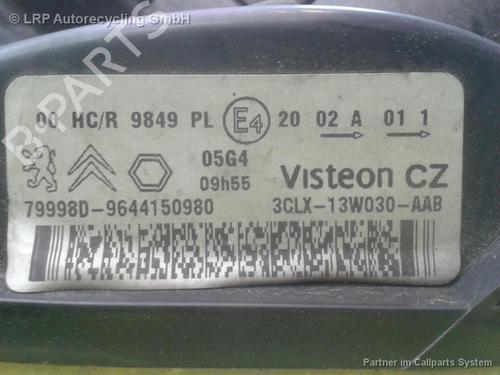 LRP Autorecycling GmbH
B-PARTS
00 HC/R 9849 PL E4 20 02 A 01 1
05G4
09h55
Visteon CZ
79998D-9644150980
3CLX-13W030-AAB
Partner im Callparts System